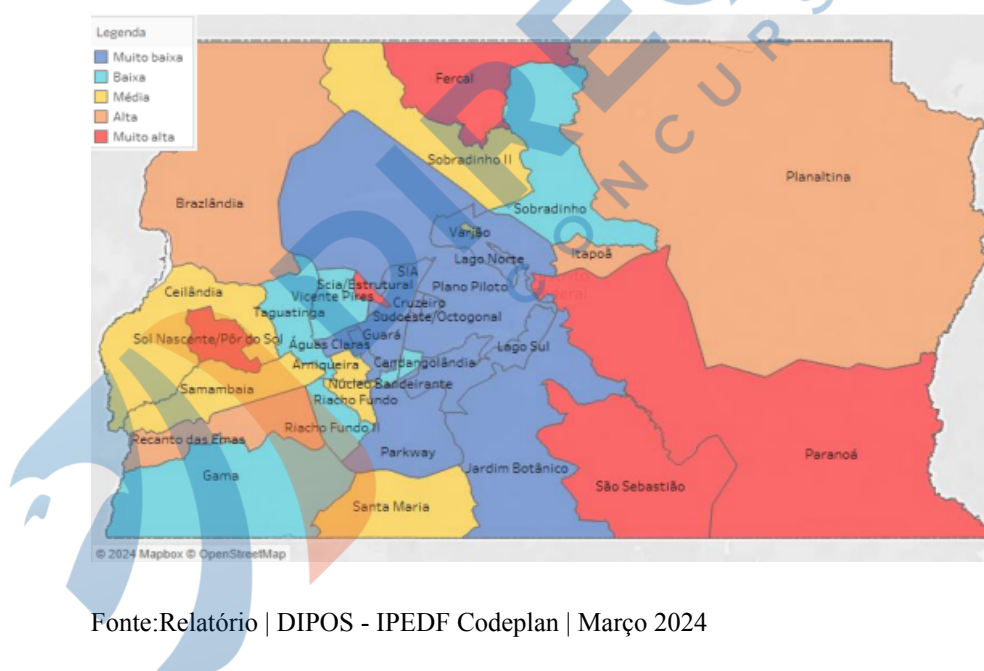 Legenda
Muito baixa
Baixa
Média
Alta
Muito alta
Fercal
Sobradinho II
Planaltina
Brazlândia
Sobradinho
Varjão
Itapoã
Lago Norte
SIA
Ceilândia
Scia/Estrutural
Plano Piloto
Vicente Pires
Cruzeiro
Taguatinga
Sudoeste/Octogonal
Sol Nascente/Pôr do Sol
Guará
Águas Claras
Lago Sul
Arniqueira
Candangolândia
Samambaia
Núcleo Bandeirante
Riacho Fundo
Riacho Fundo II
Recanto das Emas
Parkway
Paranoá
Gama
Jardim Botânico
São Sebastião
Santa Maria
© 2024 Mapbox © OpenStreetMap
CONCURS
Fonte:Relatório | DIPOS - IPEDF Codeplan | Março 2024